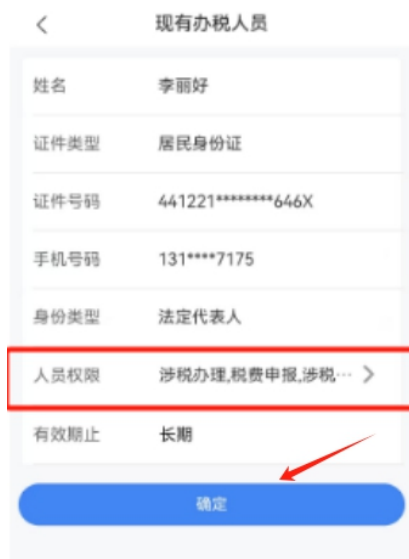 现有办税人员
姓名 李丽好
证件类型 居民身份证
证件号码 441221********646X
手机号码 131****7175
身份类型 法定代表人
人员权限 涉税办理,税费申报,涉税…
有效期止 长期
确定